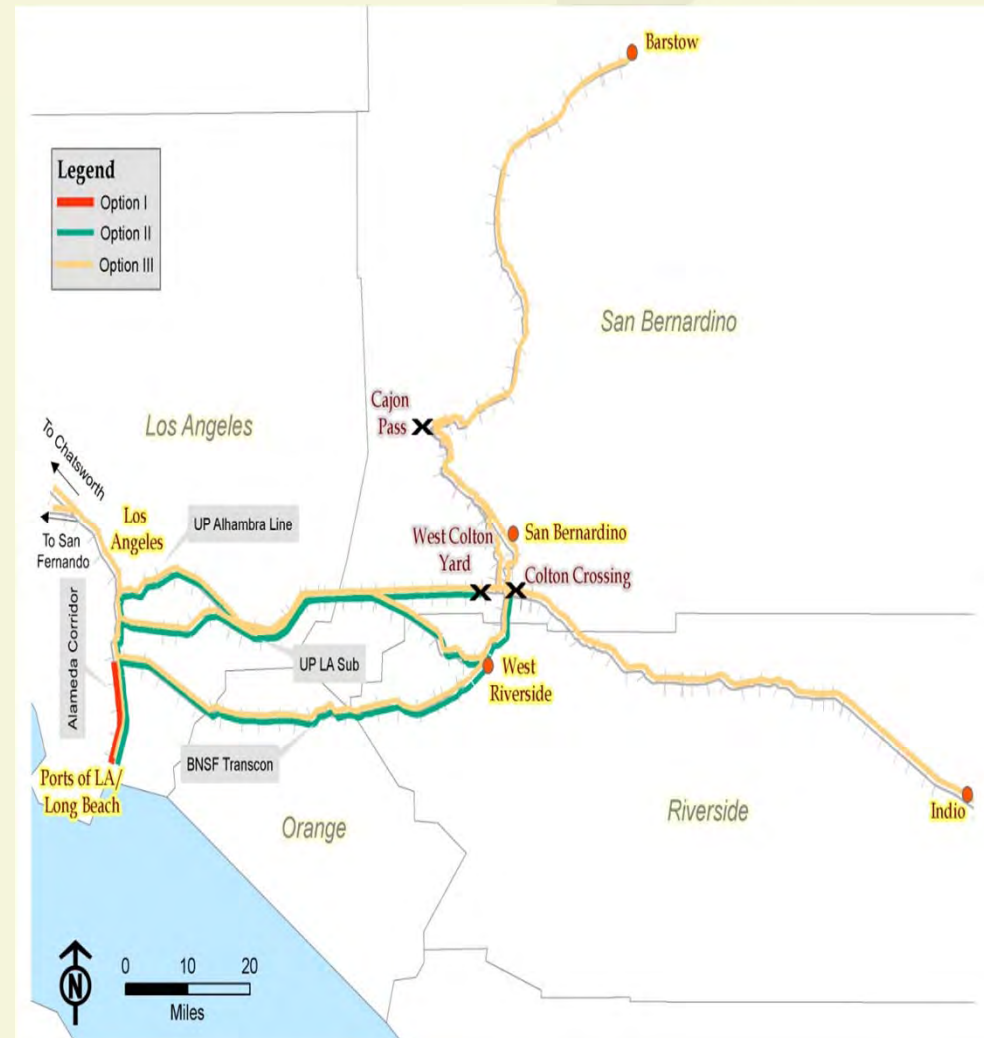 Barstow
Legend
Option I
Option II
Option III
San Bernardino
Cajon
Pass
Los Angeles
To Chatsworth
Los
Angeles
UP Alhambra Line
West Colton
Yard
San Bernardino
To San
Fernando
Colton Crossing
Alameda Corridor
UP LA Sub
West
Riverside
BNSF Transcon
Ports of LA/
Long Beach
Orange
Riverside
Indio
N
0 10 20
Miles